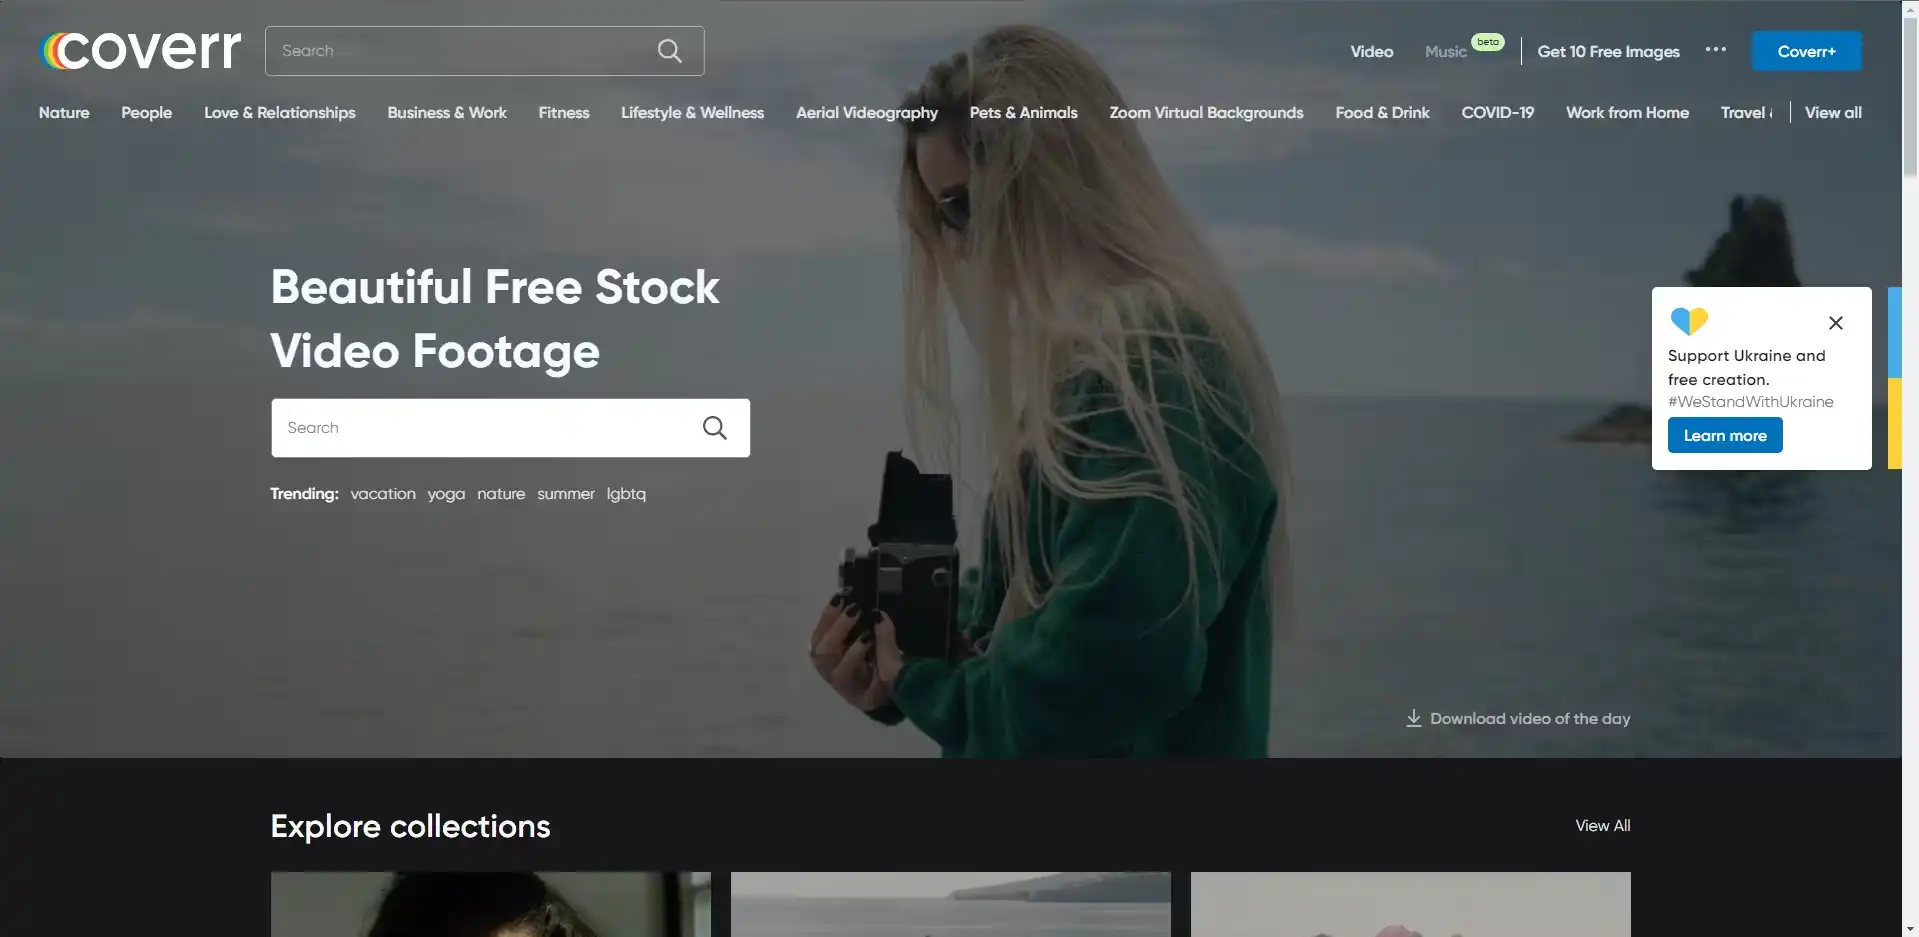 coverr
Search
Video
Music
beta
Get 10 Free Images
Coverr+
Nature
People
Love & Relationships
Business & Work
Fitness
Lifestyle & Wellness
Aerial Videography
Pets & Animals
Zoom Virtual Backgrounds
Food & Drink
COVID-19
Work from Home
Travel
View all
Beautiful Free Stock
Video Footage
Search
Trending: vacation yoga nature summer lgbtq
Support Ukraine and
free creation.
#WeStandWithUkraine
Learn more
Download video of the day
Explore collections
View All